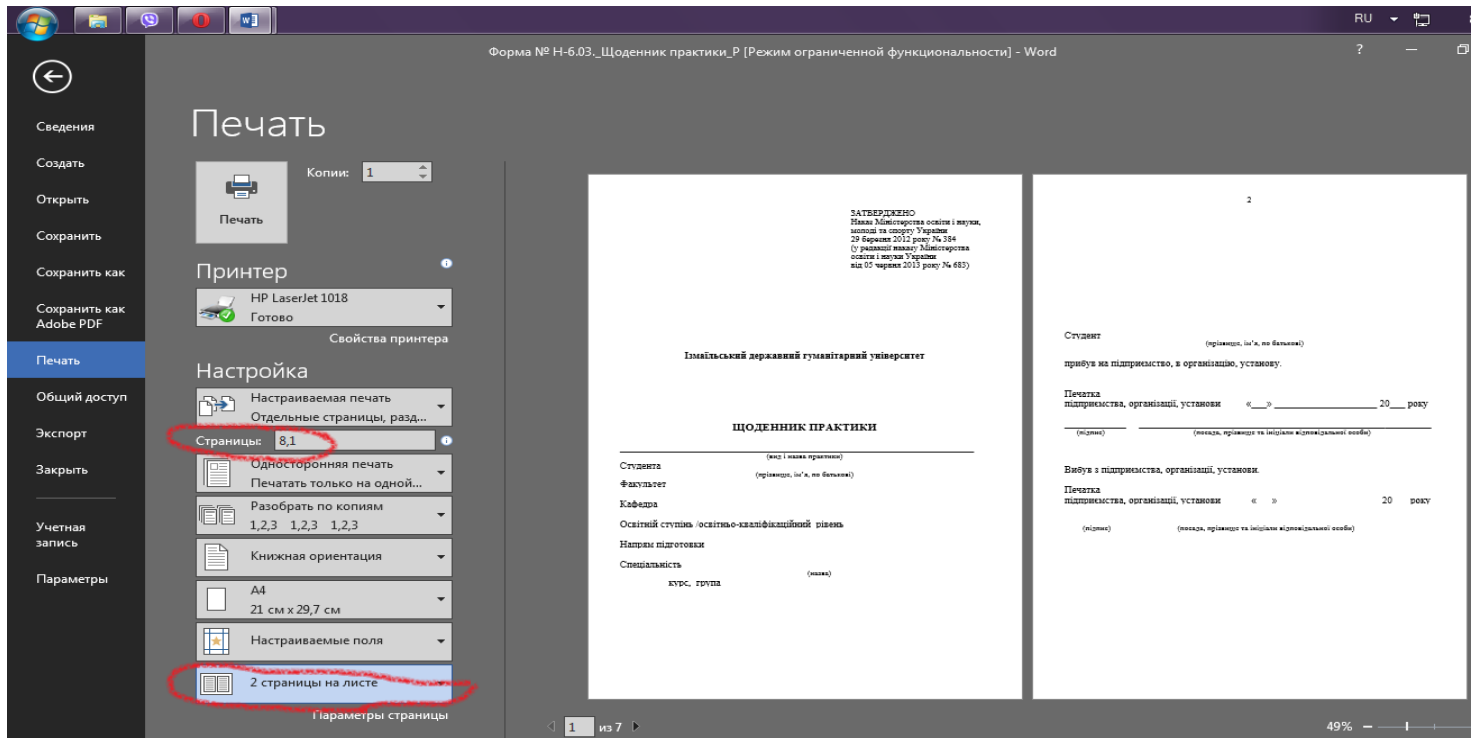 RU
Форма № Н-6.03._Щоденник практики_Р [Режим ограниченной функциональности] - Word
?
Сведения
Создать
Открыть
Сохранить
Сохранить как
Сохранить как
Adobe PDF
Печать
Общий доступ
Экспорт
Закрыть
Учетная
запись
Параметры
Печать
Копии: 1
Печать
Принтер
HP LaserJet 1018
Готово
Свойства принтера
Настройка
Настраиваемая печать
Отдельные страницы, разд...
Страницы: 8,1
Односторонняя печать
Печатать только на одной...
Разобрать по копиям
1,2,3 1,2,3 1,2,3
Книжная ориентация
A4
21 см x 29,7 см
Настраиваемые поля
2 страницы на листе
Параметры страницы
ЗАТВЕРДЖЕНО
Наказ Міністерства освіти і науки,
молоді та спорту України
29 березня 2012 року № 384
(у редакції наказу Міністерства
освіти і науки України
від 05 червня 2013 року № 683)
Ізмаїльський державний гуманітарний університет
ЩОДЕННИК ПРАКТИКИ
(вид і назва практики)
Студента
(прізвище, ім’я, по батькові)
Факультет
Кафедра
Освітній ступінь /освітньо-кваліфікаційний рівень
Напрям підготовки
Спеціальність
(назва)
курс, група
2
Студент
(прізвище, ім’я, по батькові)
прибув на підприємство, в організацію, установу.
Печатка
підприємства, організації, установи «___» ____________________ 20___ року
(підпис) (посада, прізвище та ініціали відповідальної особи)
Вибув з підприємства, організації, установи.
Печатка
підприємства, організації, установи « » 20 року
(підпис) (посада, прізвище та ініціали відповідальної особи)
1 из 7
49%